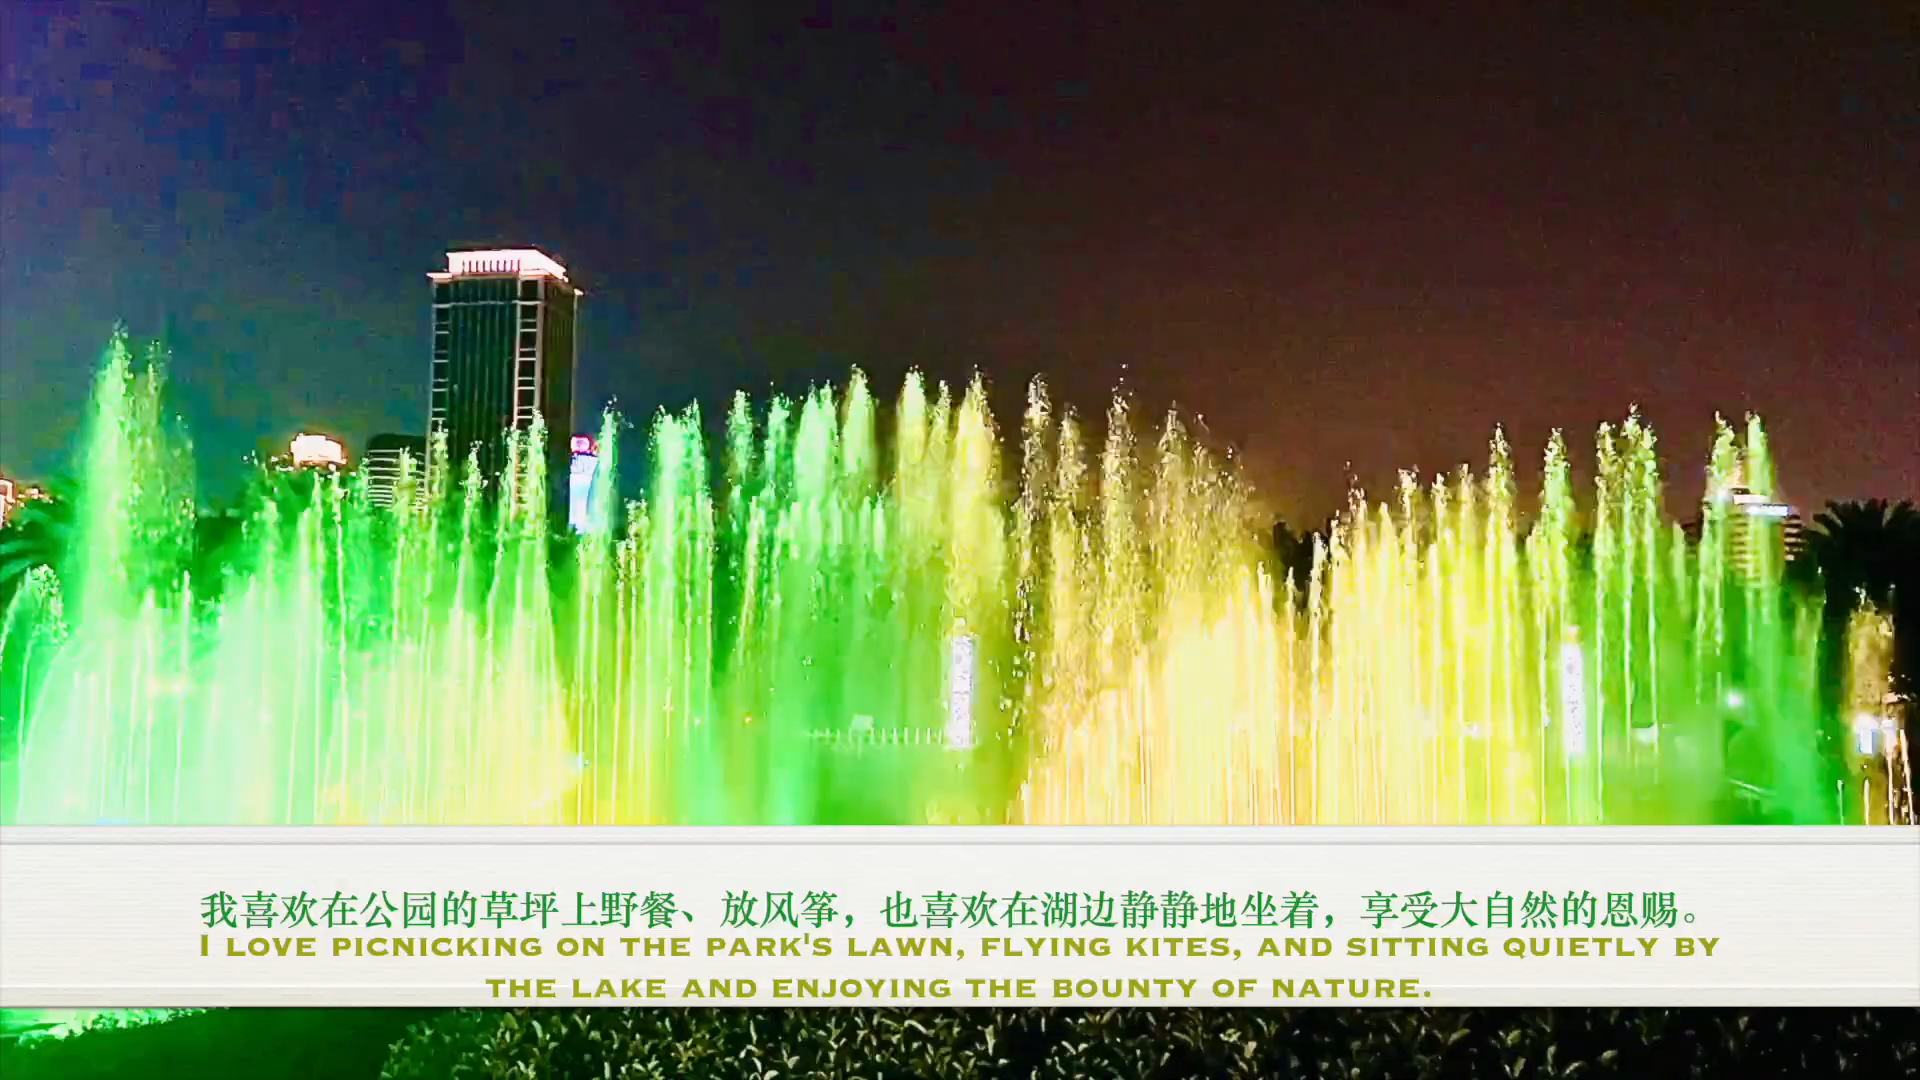 我喜欢在公园的草坪上野餐、放风筝，也喜欢在湖边静静地坐着，享受大自然的恩赐。
I LOVE PICNICKING ON THE PARK'S LAWN, FLYING KITES, AND SITTING QUIETLY BY
THE LAKE AND ENJOYING THE BOUNTY OF NATURE.